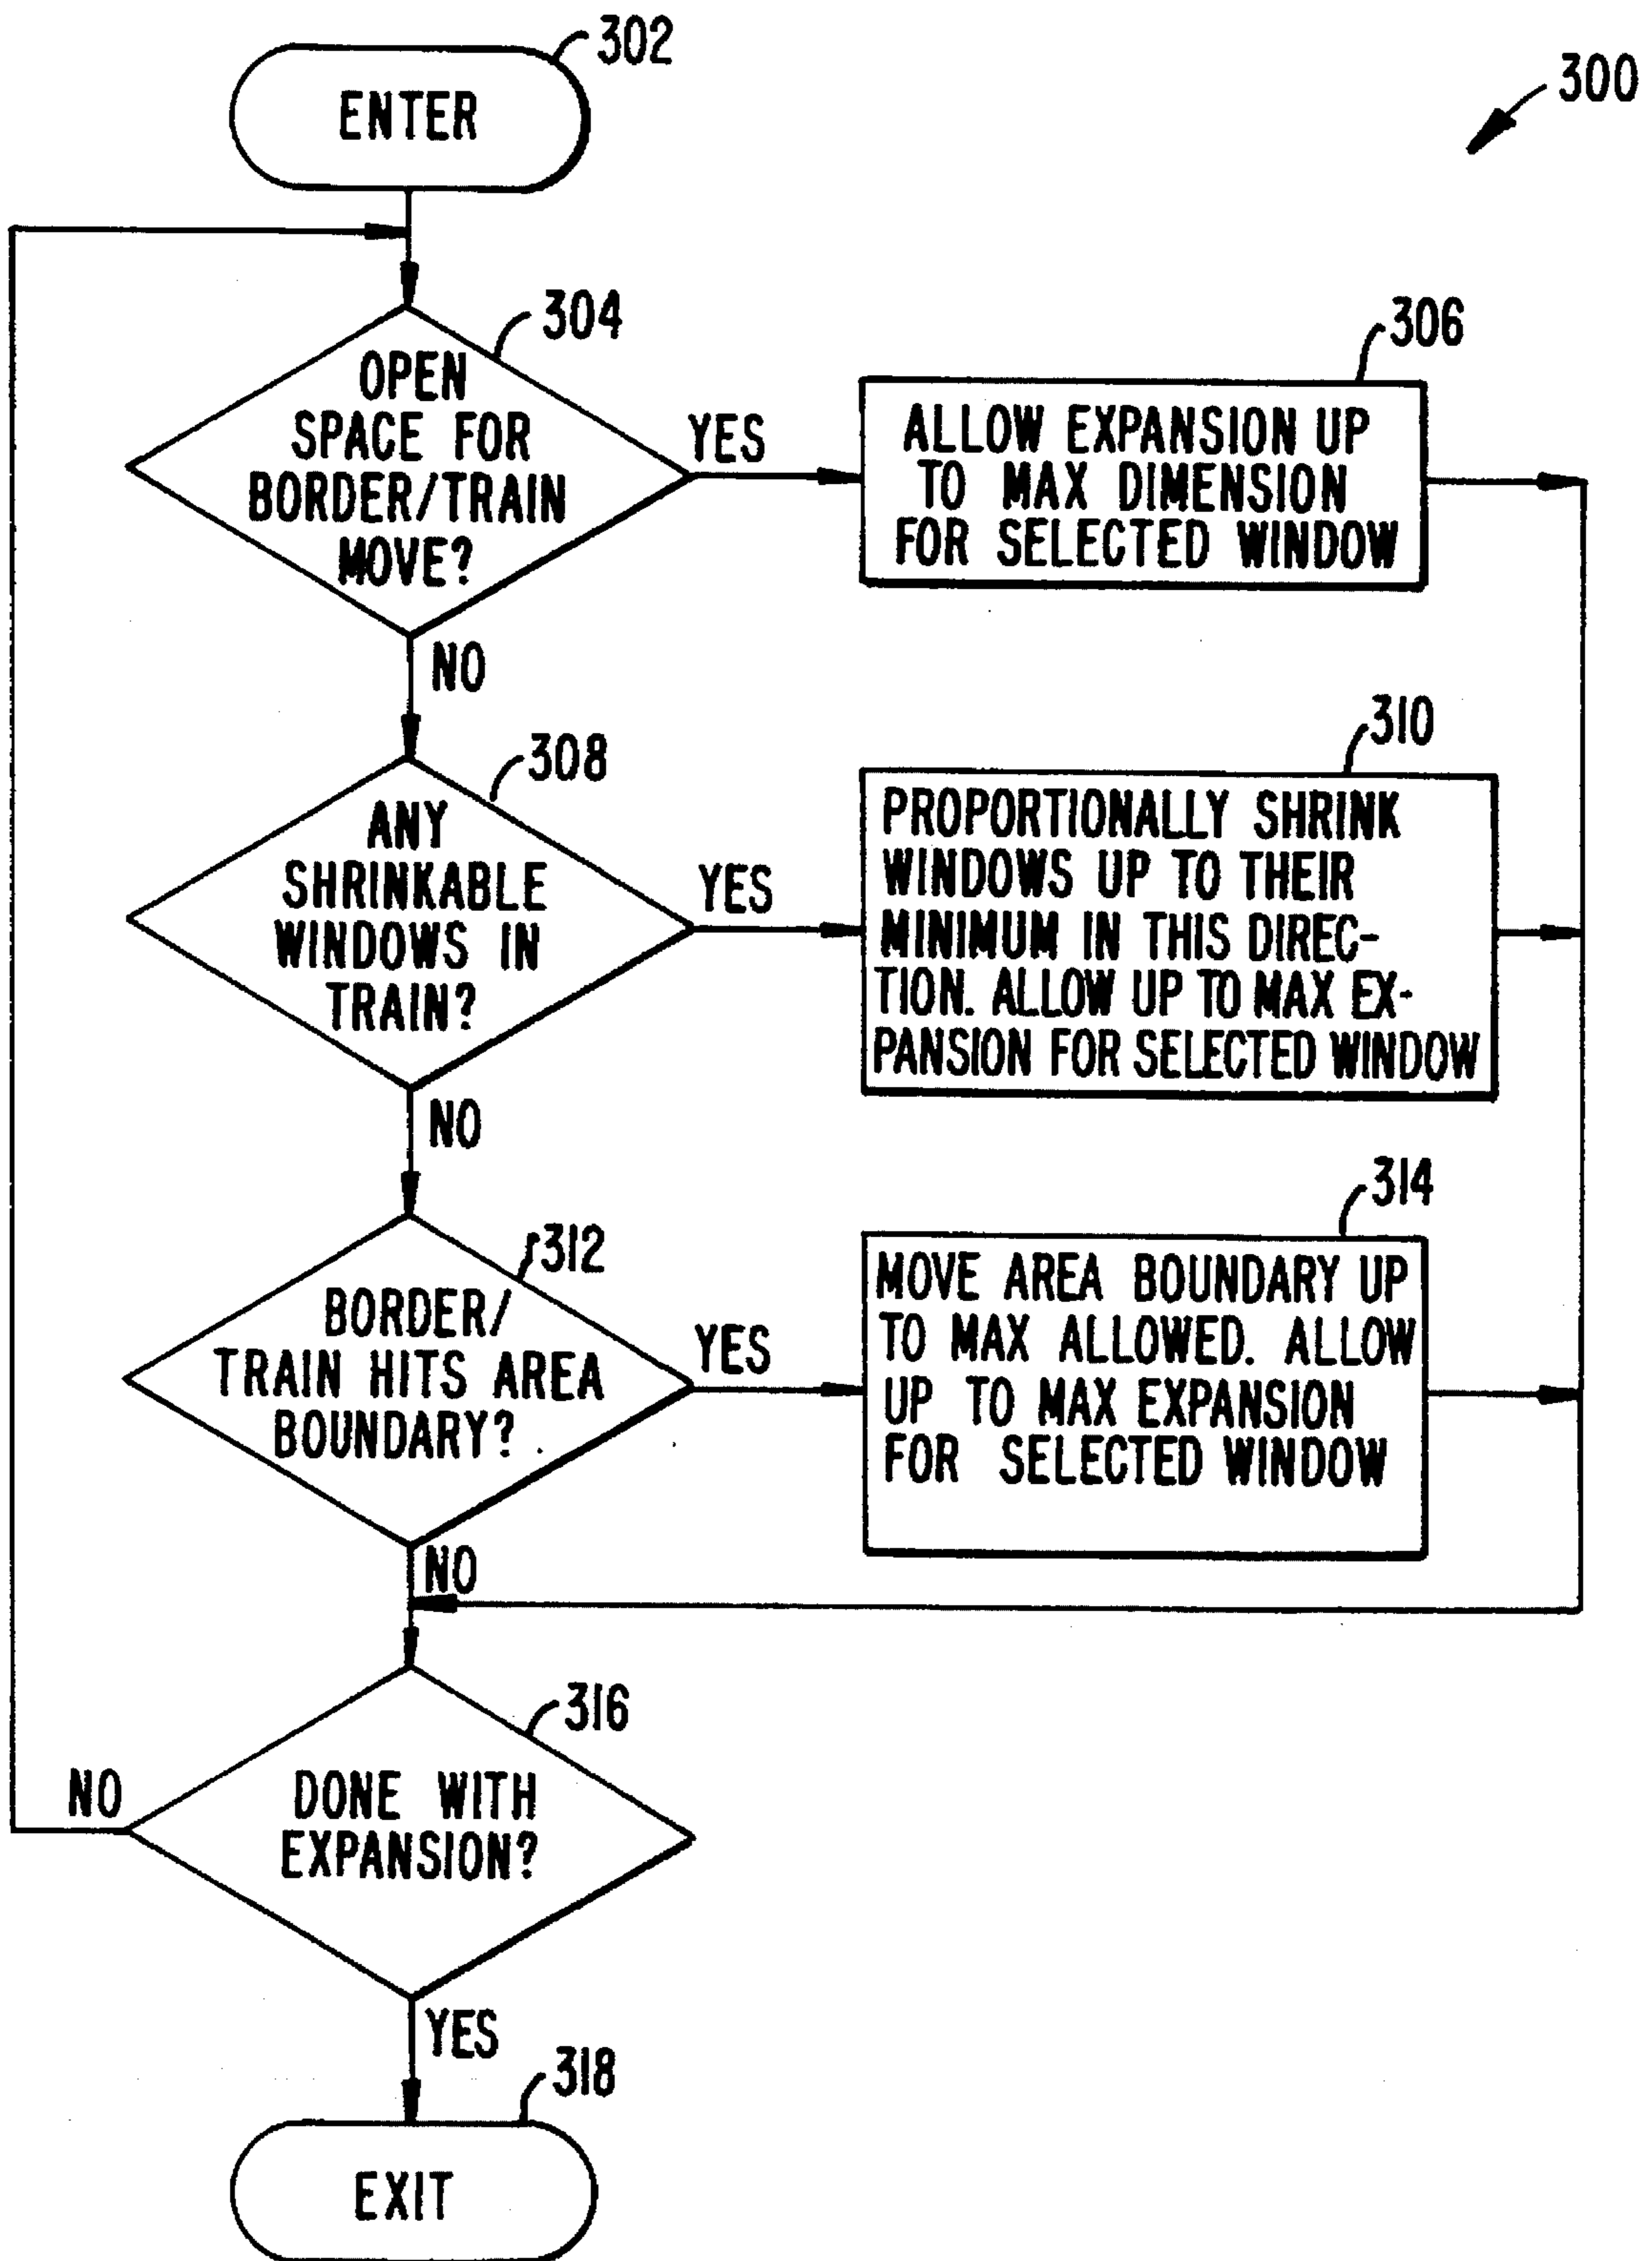 302
ENTER
300
304
OPEN
SPACE FOR
BORDER/TRAIN
MOVE?
YES
306
ALLOW EXPANSION UP
TO MAX DIMENSION
FOR SELECTED WINDOW
NO
308
ANY
SHRINKABLE
WINDOWS IN
TRAIN?
YES
310
PROPORTIONALLY SHRINK
WINDOWS UP TO THEIR
MINIMUM IN THIS DIREC-
TION. ALLOW UP TO MAX EX-
PANSION FOR SELECTED WINDOW
NO
312
BORDER/
TRAIN HITS AREA
BOUNDARY?
YES
314
MOVE AREA BOUNDARY UP
TO MAX ALLOWED. ALLOW
UP TO MAX EXPANSION
FOR SELECTED WINDOW
NO
316
DONE WITH
EXPANSION?
NO
YES
318
EXIT